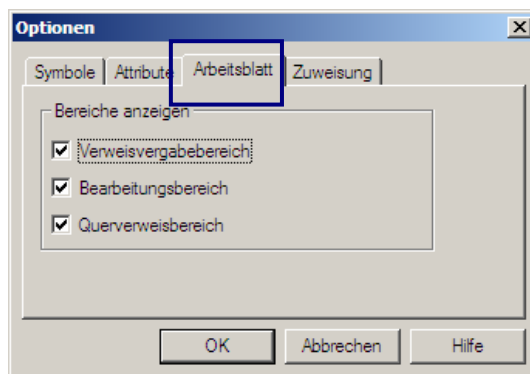 Optionen
Symbole Attribute Arbeitsblatt Zuweisung
Bereiche anzeigen
Verweisvergabebereich
Bearbeitungsbereich
Querverweisbereich
OK Abbrechen Hilfe